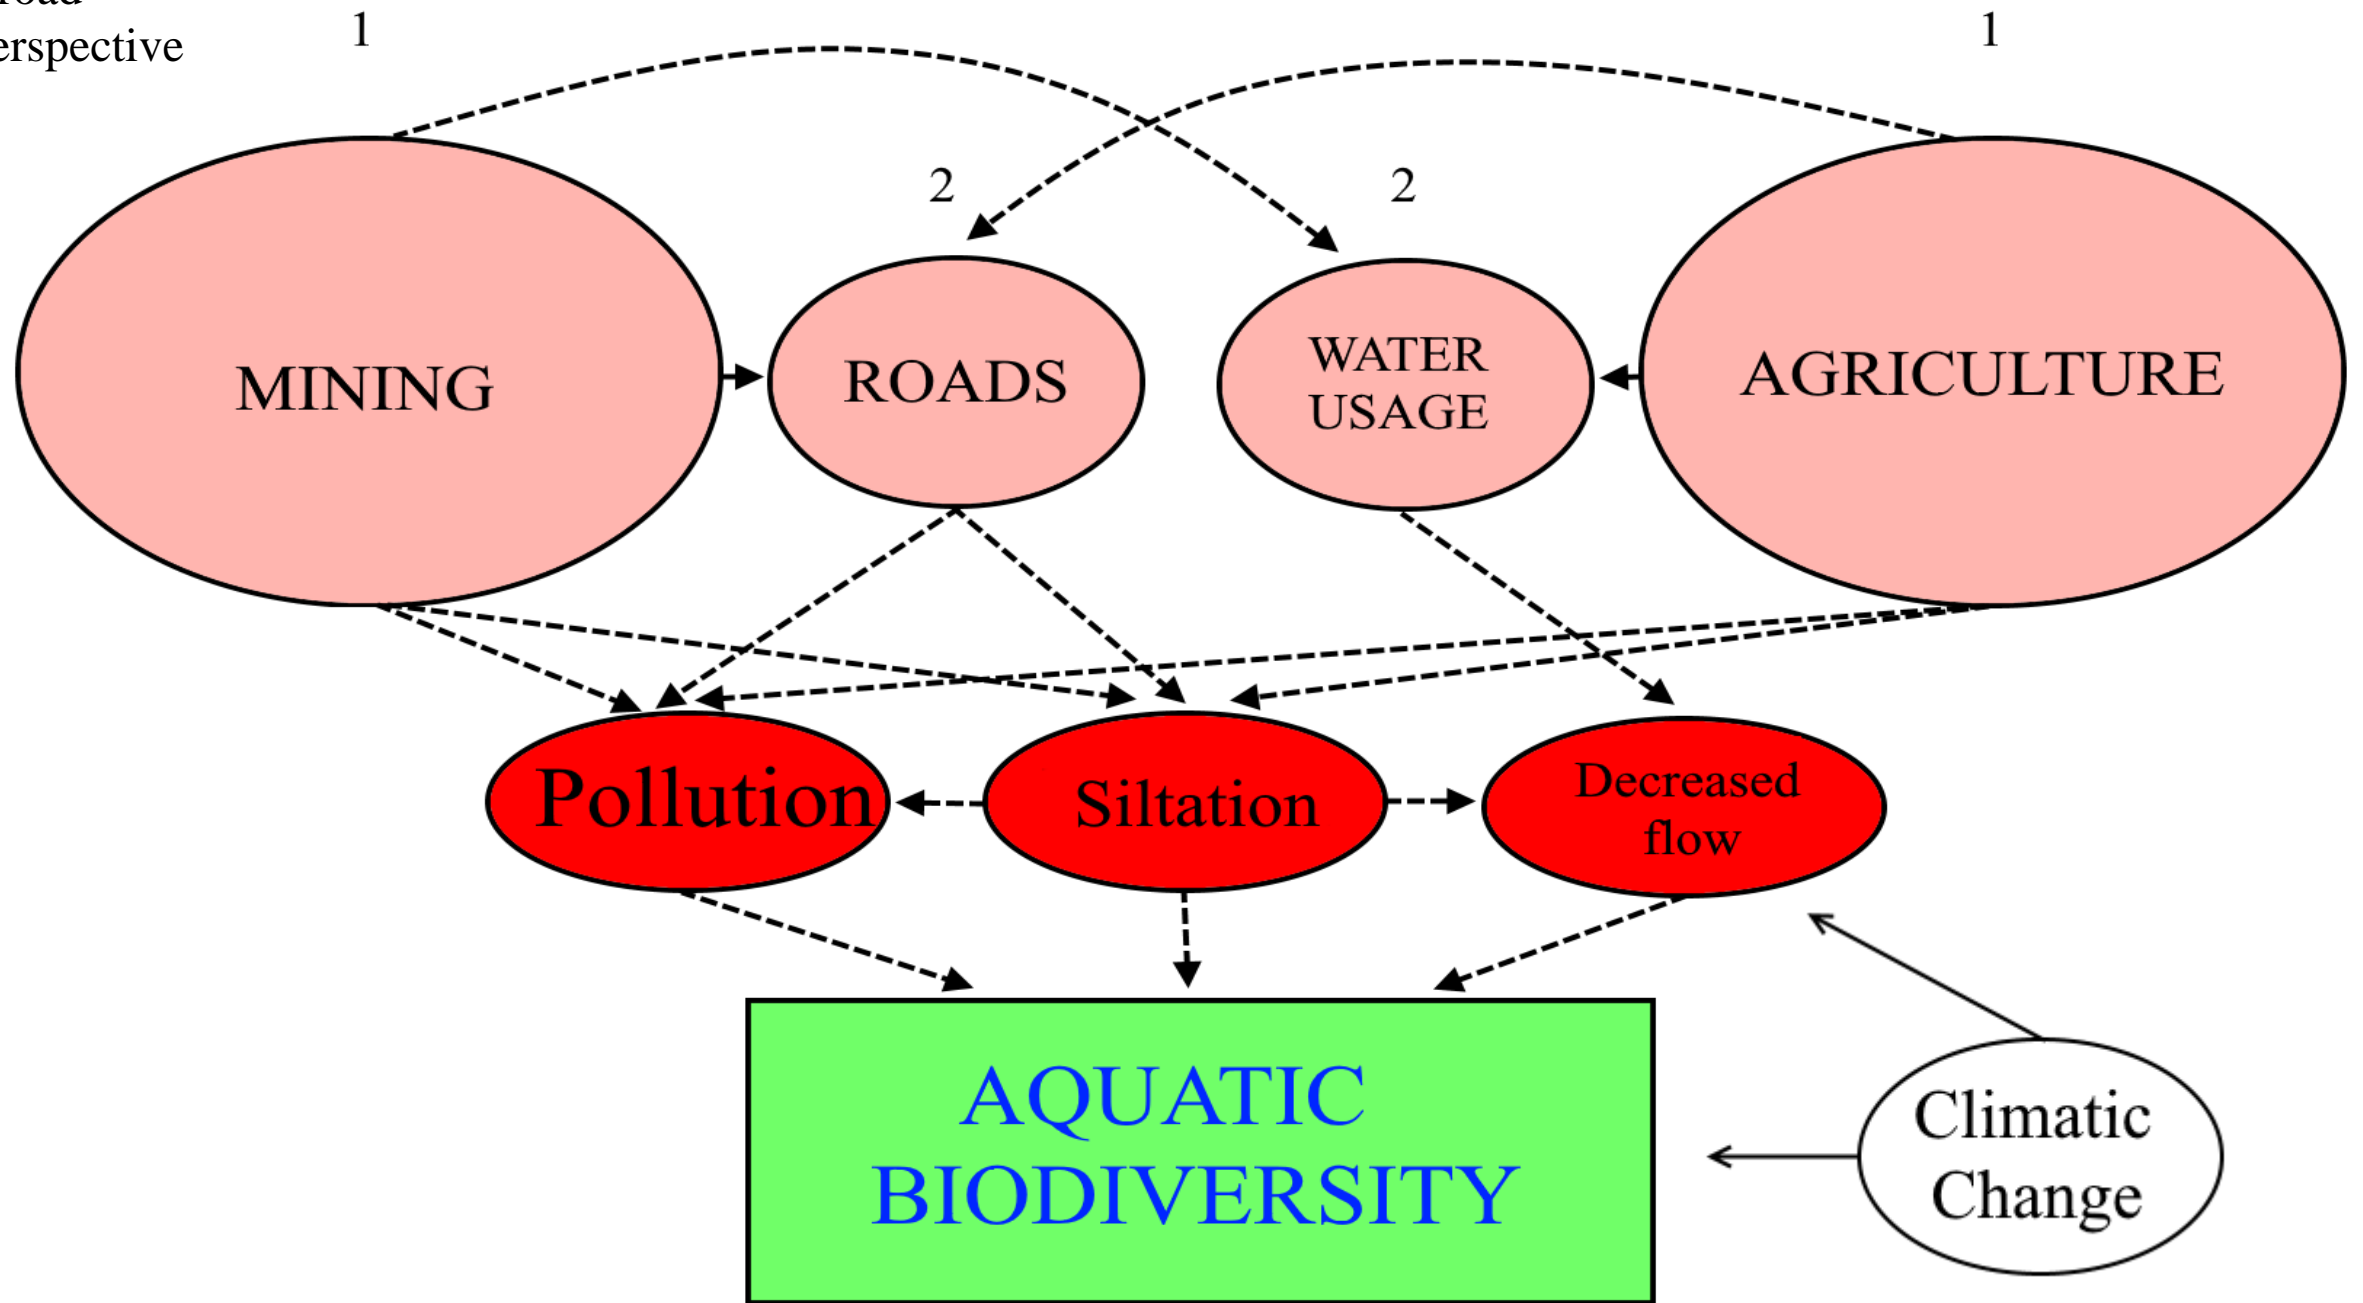 erspective
1
1
2
2
MINING
ROADS
WATER
USAGE
AGRICULTURE
Pollution
Siltation
Decreased
flow
AQUATIC
BIODIVERSITY
Climatic
Change